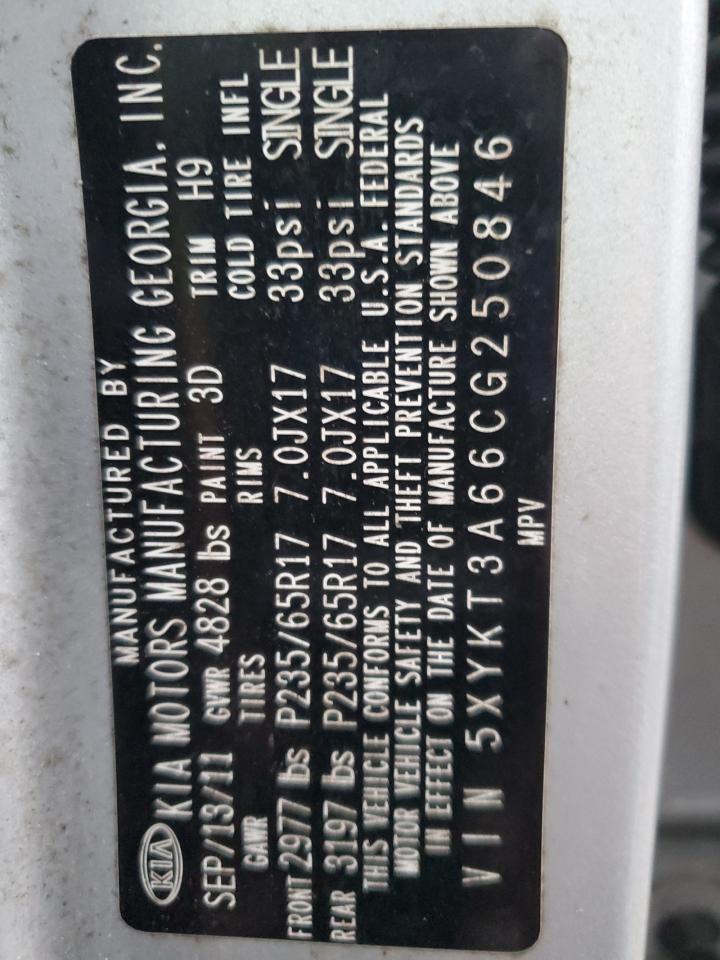 MANUFACTURED BY
KIA KIA MOTORS MANUFACTURING GEORGIA, INC.
SEP/13/11 GVWR 4828 lbs PAINT 3D TRIM H9
GAWR TIRES RIMS COLD TIRE INFL
FRONT 2977 lbs P235/65R17 7.0JX17 33psi SINGLE
REAR 3197 lbs P235/65R17 7.0JX17 33psi SINGLE
THIS VEHICLE CONFORMS TO ALL APPLICABLE U.S.A. FEDERAL
MOTOR VEHICLE SAFETY AND THEFT PREVENTION STANDARDS
IN EFFECT ON THE DATE OF MANUFACTURE SHOWN ABOVE
VIN 5XYKT3A66CG250846
MPV